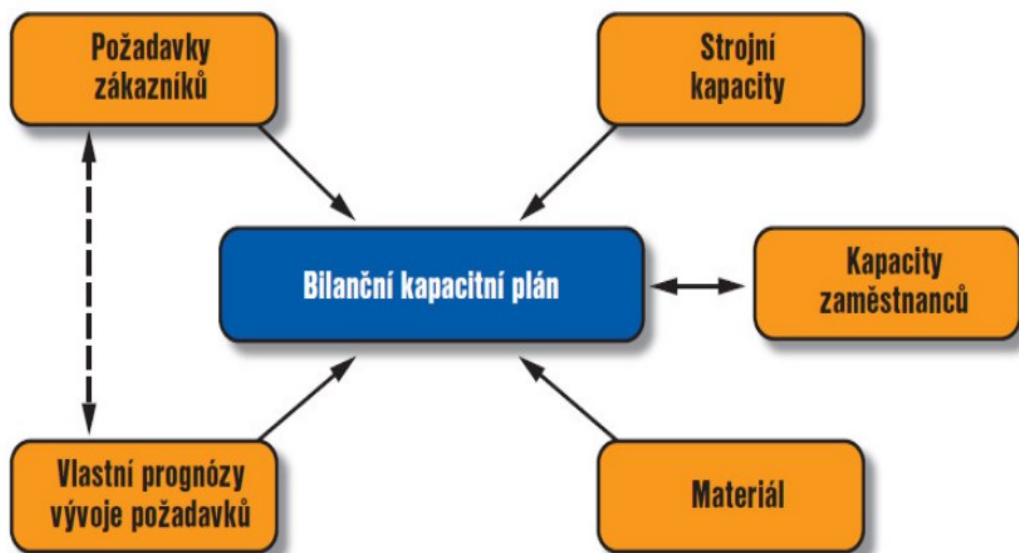 Požadavky
zákazníků
Strojní
kapacity
Bilanční kapacitní plán
Kapacity
zaměstnanců
Vlastní prognózy
vývoje požadavků
Materiál